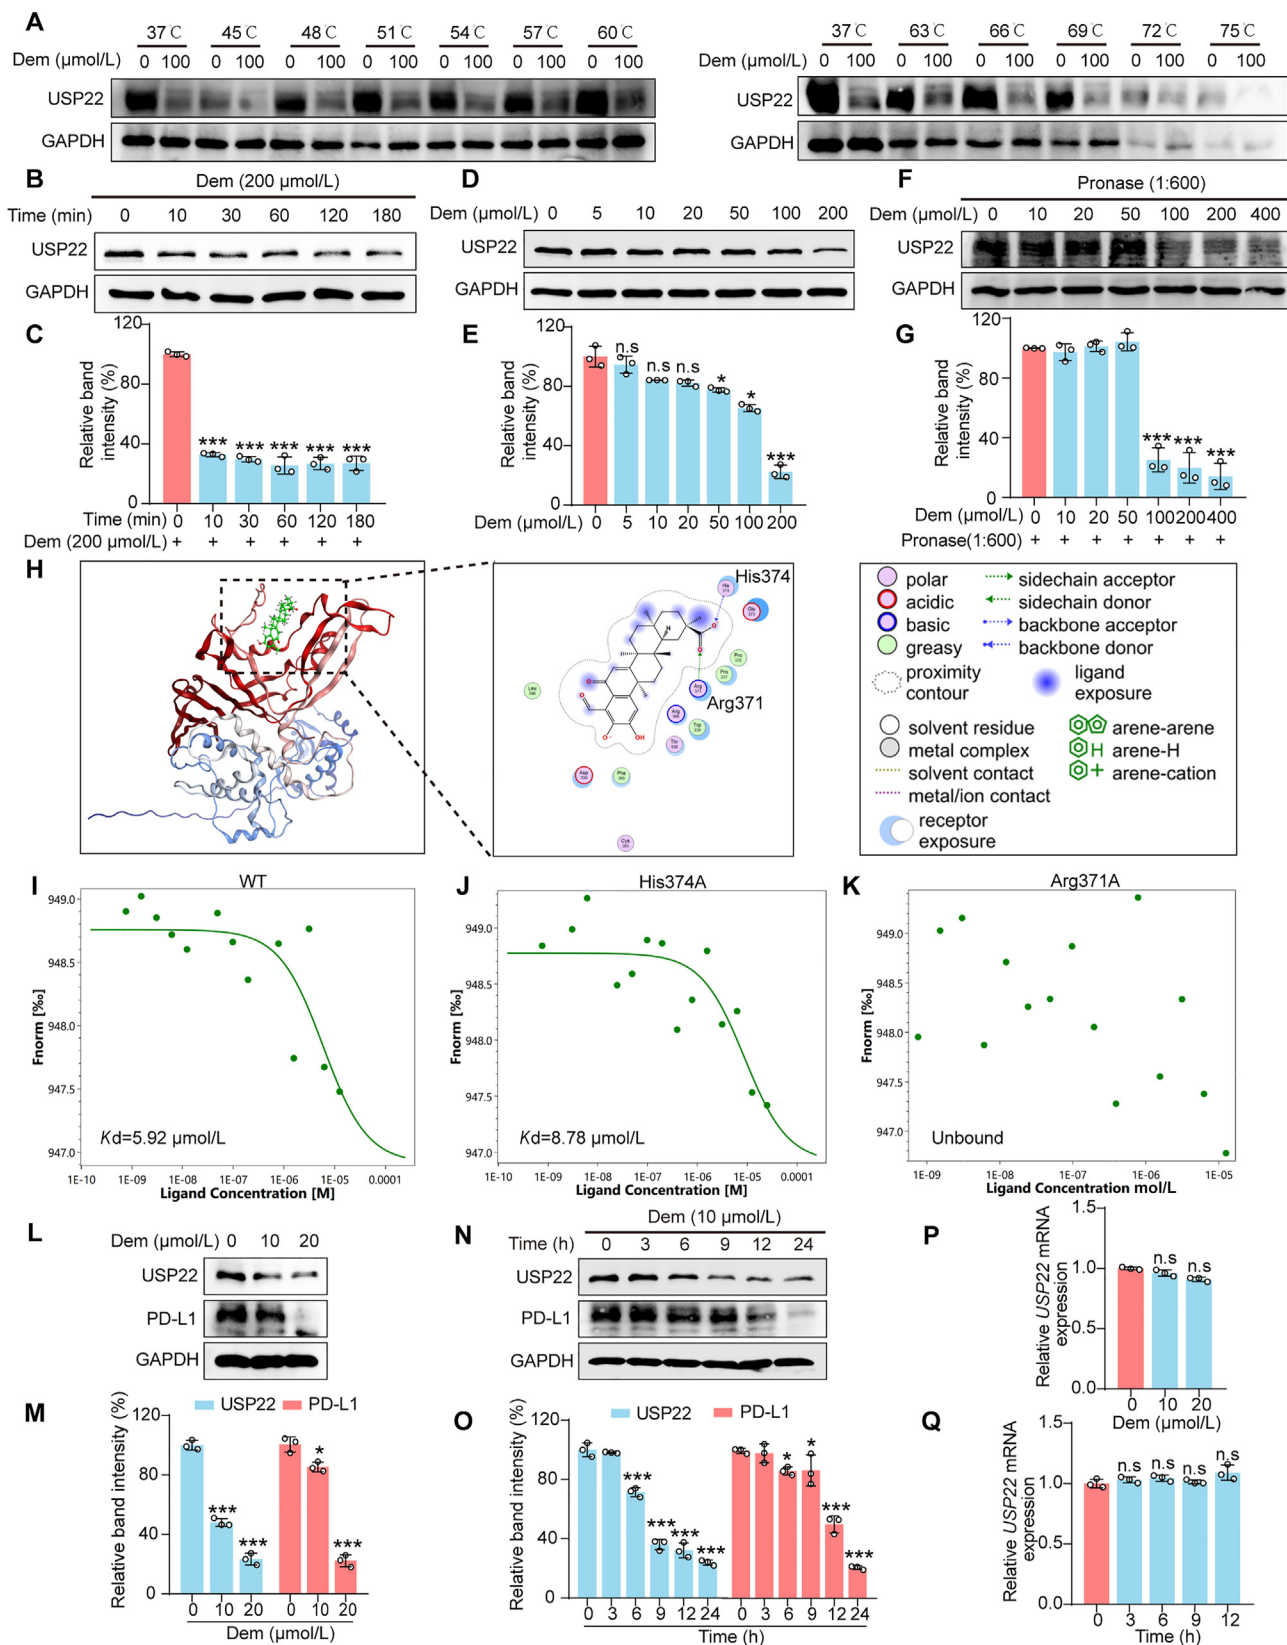 A
37℃ 45℃ 48℃ 51℃ 54℃ 57℃ 60℃
Dem (µmol/L) 0 100 0 100 0 100 0 100 0 100 0 100 0 100
USP22
GAPDH
37℃ 63℃ 66℃ 69℃ 72℃ 75℃
Dem (µmol/L) 0 100 0 100 0 100 0 100 0 100 0 100
USP22
GAPDH
B
Dem (200 µmol/L)
Time (min) 0 10 30 60 120 180
USP22
GAPDH
D
Dem (µmol/L) 0 5 10 20 50 100 200
USP22
GAPDH
F
Pronase (1:600)
Dem (µmol/L) 0 10 20 50 100 200 400
USP22
GAPDH
C
Relative band
intensity (%)
120
80
40
0
*** *** *** *** ***
Time (min) 0 10 30 60 120 180
Dem (200 µmol/L) + + + + + +
E
Relative band
intensity (%)
120
80
40
0
n.s n.s n.s * * ***
Dem (µmol/L) 0 5 10 20 50 100 200
G
Relative band
intensity (%)
120
80
40
0
*** *** ***
Dem (µmol/L) 0 10 20 50 100 200 400
Pronase(1:600) + + + + + + +
H
His374
Arg371
His
374
Arg
371
OH
polar
acidic
basic
greasy
proximity
contour
sidechain acceptor
sidechain donor
backbone acceptor
backbone donor
ligand
exposure
solvent residue
metal complex
solvent contact
metal/ion contact
receptor
exposure
arene-arene
H arene-H
+ arene-cation
I
WT
Fnorm [‰]
949.0
948.5
948.0
947.5
947.0
Kd=5.92 µmol/L
1E-10 1E-09 1E-08 1E-07 1E-06 1E-05 0.0001
Ligand Concentration [M]
J
His374A
Fnorm [‰]
949.0
948.5
948.0
947.5
947.0
Kd=8.78 µmol/L
1E-10 1E-09 1E-08 1E-07 1E-06 1E-05 0.0001
Ligand Concentration [M]
K
Arg371A
Fnorm [‰]
949.0
948.5
948.0
947.5
947.0
Unbound
1E-09 1E-08 1E-07 1E-06 1E-05
Ligand Concentration mol/L
L
Dem (µmol/L) 0 10 20
USP22
PD-L1
GAPDH
N
Dem (10 µmol/L)
Time (h) 0 3 6 9 12 24
USP22
PD-L1
GAPDH
P
Relative USP22 mRNA
expression
1.5
1.0
0.5
0.0
n.s n.s
0 10 20
Dem (µmol/L)
M
USP22 PD-L1
Relative band intensity (%)
120
80
40
0
*** *** * ***
0 10 20 0 10 20
Dem (µmol/L)
O
USP22 PD-L1
Relative band intensity (%)
120
80
40
0
*** *** *** *** * * *** ***
0 3 6 9 12 24 0 3 6 9 12 24
Time (h)
Q
Relative USP22 mRNA
expression
1.5
1.0
0.5
0.0
n.s n.s n.s n.s
0 3 6 9 12
Time (h)